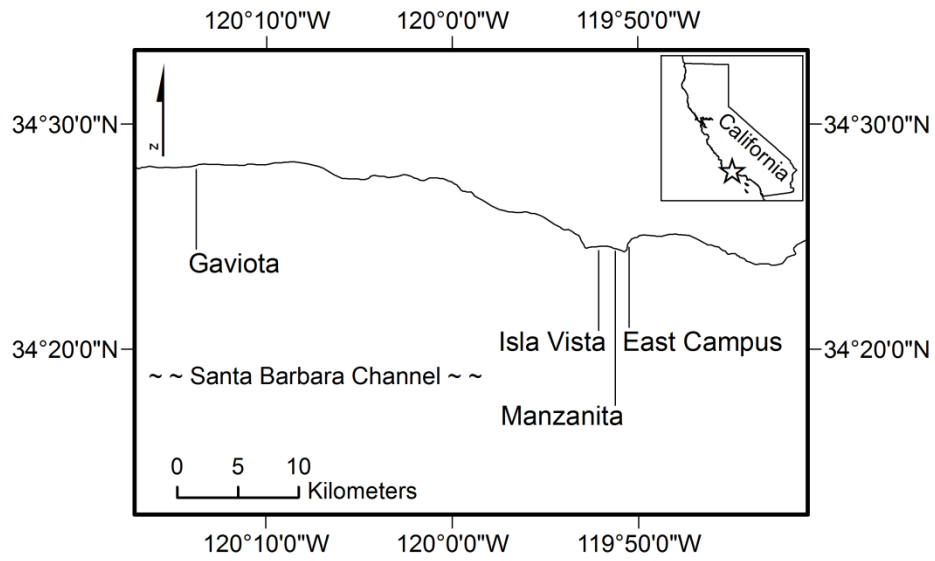 120°10'0"W 120°0'0"W 119°50'0"W
34°30'0"N 34°30'0"N
N
California
Gaviota
Isla Vista East Campus
34°20'0"N 34°20'0"N
~ ~ Santa Barbara Channel ~ ~
Manzanita
0 5 10
Kilometers
120°10'0"W 120°0'0"W 119°50'0"W